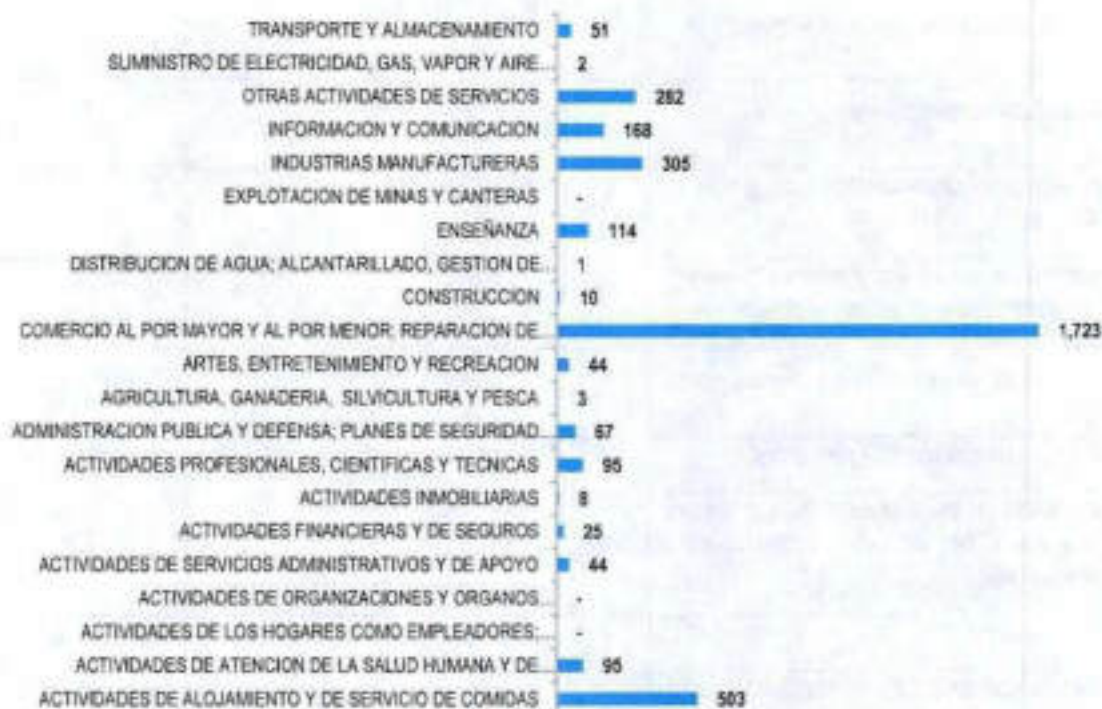 TRANSPORTE Y ALMACENAMIENTO 51
SUMINISTRO DE ELECTRICIDAD, GAS, VAPOR Y AIRE... 2
OTRAS ACTIVIDADES DE SERVICIOS 282
INFORMACION Y COMUNICACION 168
INDUSTRIAS MANUFACTURERAS 305
EXPLOTACION DE MINAS Y CANTERAS -
ENSEÑANZA 114
DISTRIBUCION DE AGUA; ALCANTARILLADO, GESTION DE... 1
CONSTRUCCION 10
COMERCIO AL POR MAYOR Y AL POR MENOR; REPARACION DE... 1,723
ARTES, ENTRETENIMIENTO Y RECREACION 44
AGRICULTURA, GANADERIA, SILVICULTURA Y PESCA 3
ADMINISTRACION PUBLICA Y DEFENSA; PLANES DE SEGURIDAD... 67
ACTIVIDADES PROFESIONALES, CIENTIFICAS Y TECNICAS 95
ACTIVIDADES INMOBILIARIAS 8
ACTIVIDADES FINANCIERAS Y DE SEGUROS 25
ACTIVIDADES DE SERVICIOS ADMINISTRATIVOS Y DE APOYO 44
ACTIVIDADES DE ORGANIZACIONES Y ORGANOS... -
ACTIVIDADES DE LOS HOGARES COMO EMPLEADORES;... -
ACTIVIDADES DE ATENCION DE LA SALUD HUMANA Y DE... 95
ACTIVIDADES DE ALOJAMIENTO Y DE SERVICIO DE COMIDAS 503